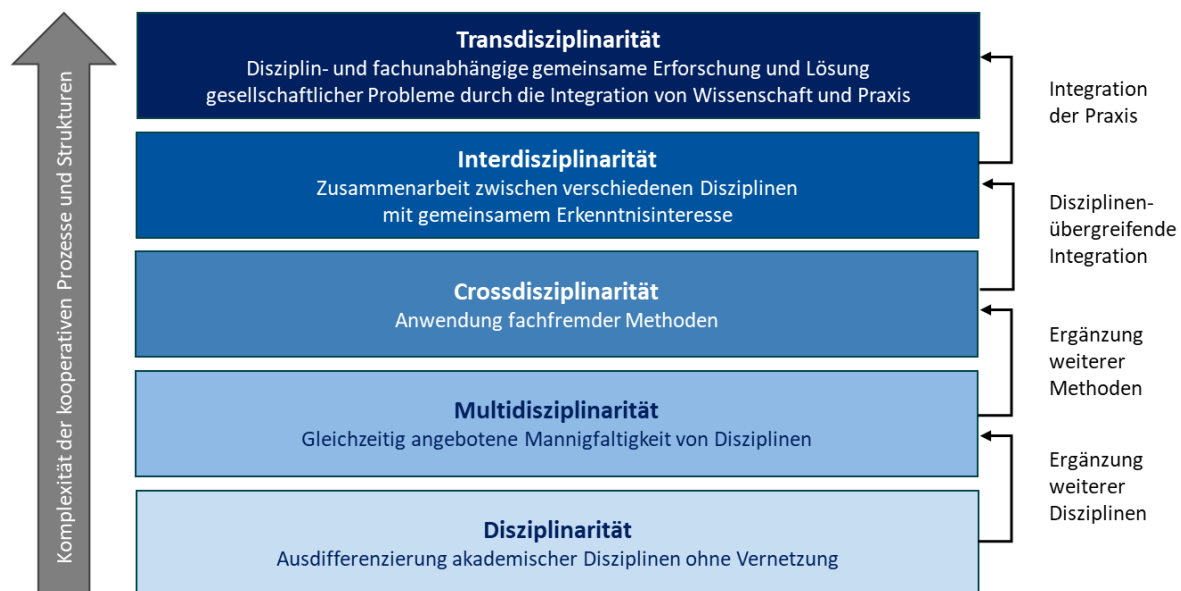 Komplexität der kooperativen Prozesse und Strukturen
Transdisziplinarität
Disziplin- und fachunabhängige gemeinsame Erforschung und Lösung
gesellschaftlicher Probleme durch die Integration von Wissenschaft und Praxis
Integration
der Praxis
Interdisziplinarität
Zusammenarbeit zwischen verschiedenen Disziplinen
mit gemeinsamem Erkenntnisinteresse
Disziplinen-
übergreifende
Integration
Crossdisziplinarität
Anwendung fachfremder Methoden
Ergänzung
weiterer
Methoden
Multidisziplinarität
Gleichzeitig angebotene Mannigfaltigkeit von Disziplinen
Ergänzung
weiterer
Disziplinen
Disziplinarität
Ausdifferenzierung akademischer Disziplinen ohne Vernetzung